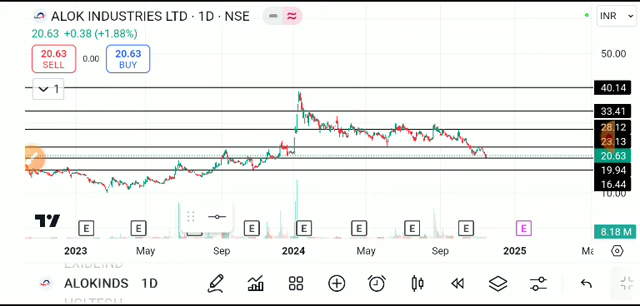 ALOK INDUSTRIES LTD · 1D · NSE
INR
20.63 +0.38 (+1.88%)
20.63 SELL 0.00 20.63 BUY
50.00
1
40.14
33.41
28.12
23.13
20.63
19.94
16.44
10.00
8.18 M
E E E E E E E E
2023 May Sep 2024 May Sep 2025
ALOKINDS 1D